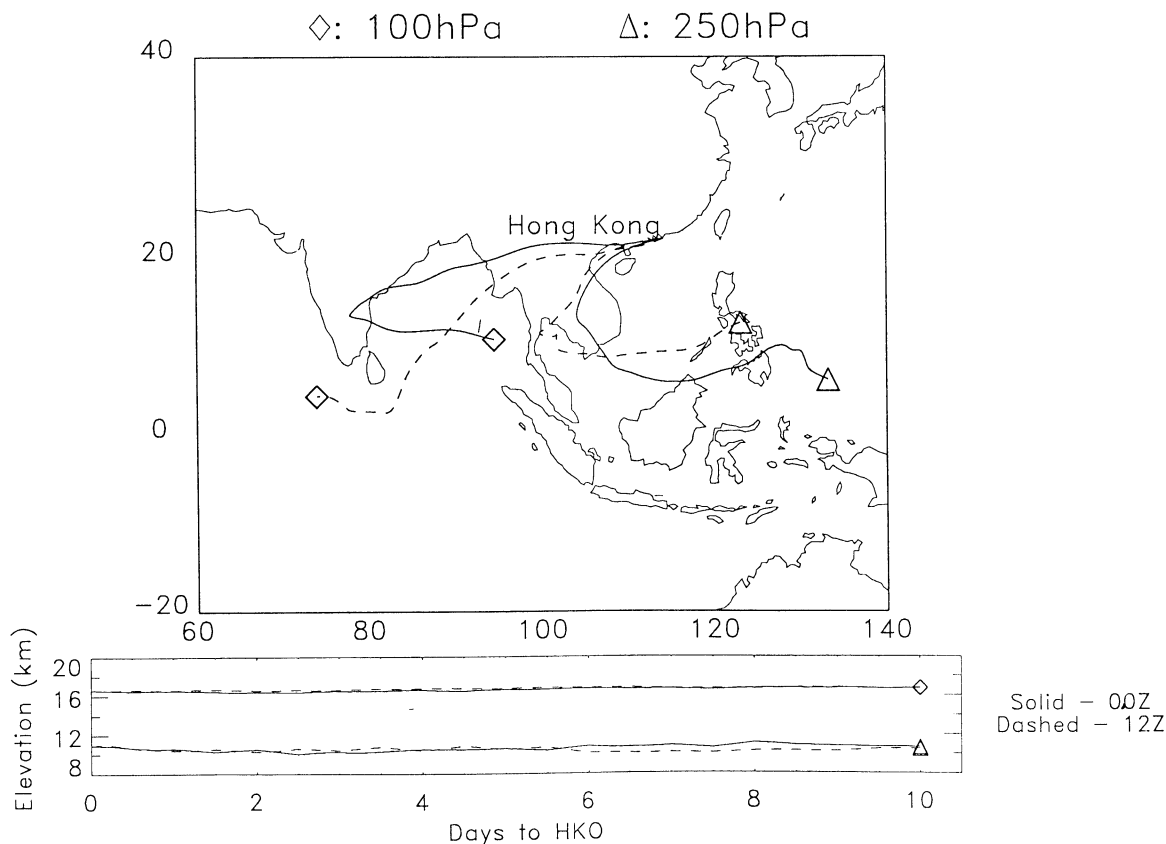 ◇: 100hPa △: 250hPa
40
20
0
-20
Hong Kong
60 80 100 120 140
Elevation (km)
20
16
12
8
0 2 4 6 8 10
Days to HKO
Solid - 00Z
Dashed - 12Z